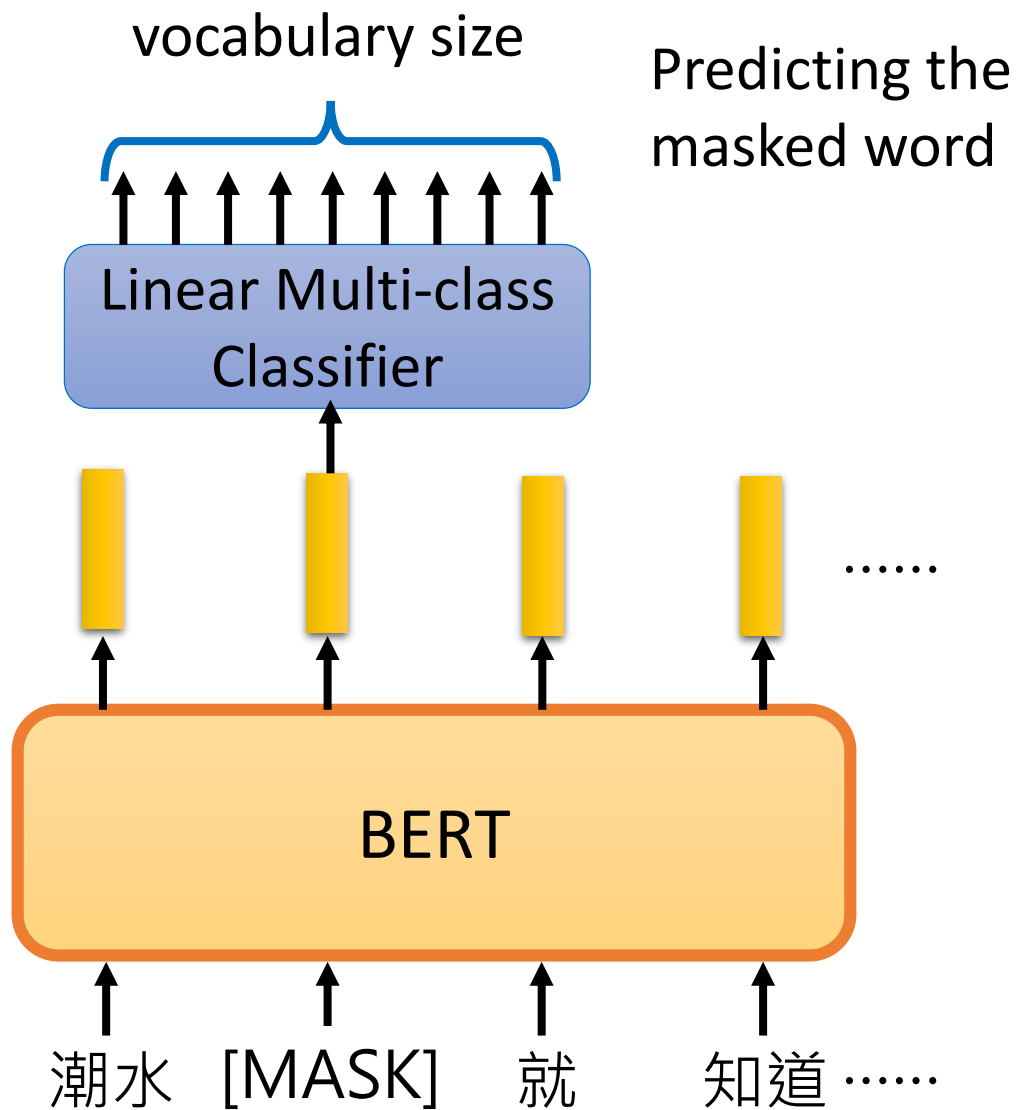 vocabulary size
Predicting the
masked word
Linear Multi-class
Classifier
......
BERT
潮水 [MASK] 就 知道 ......